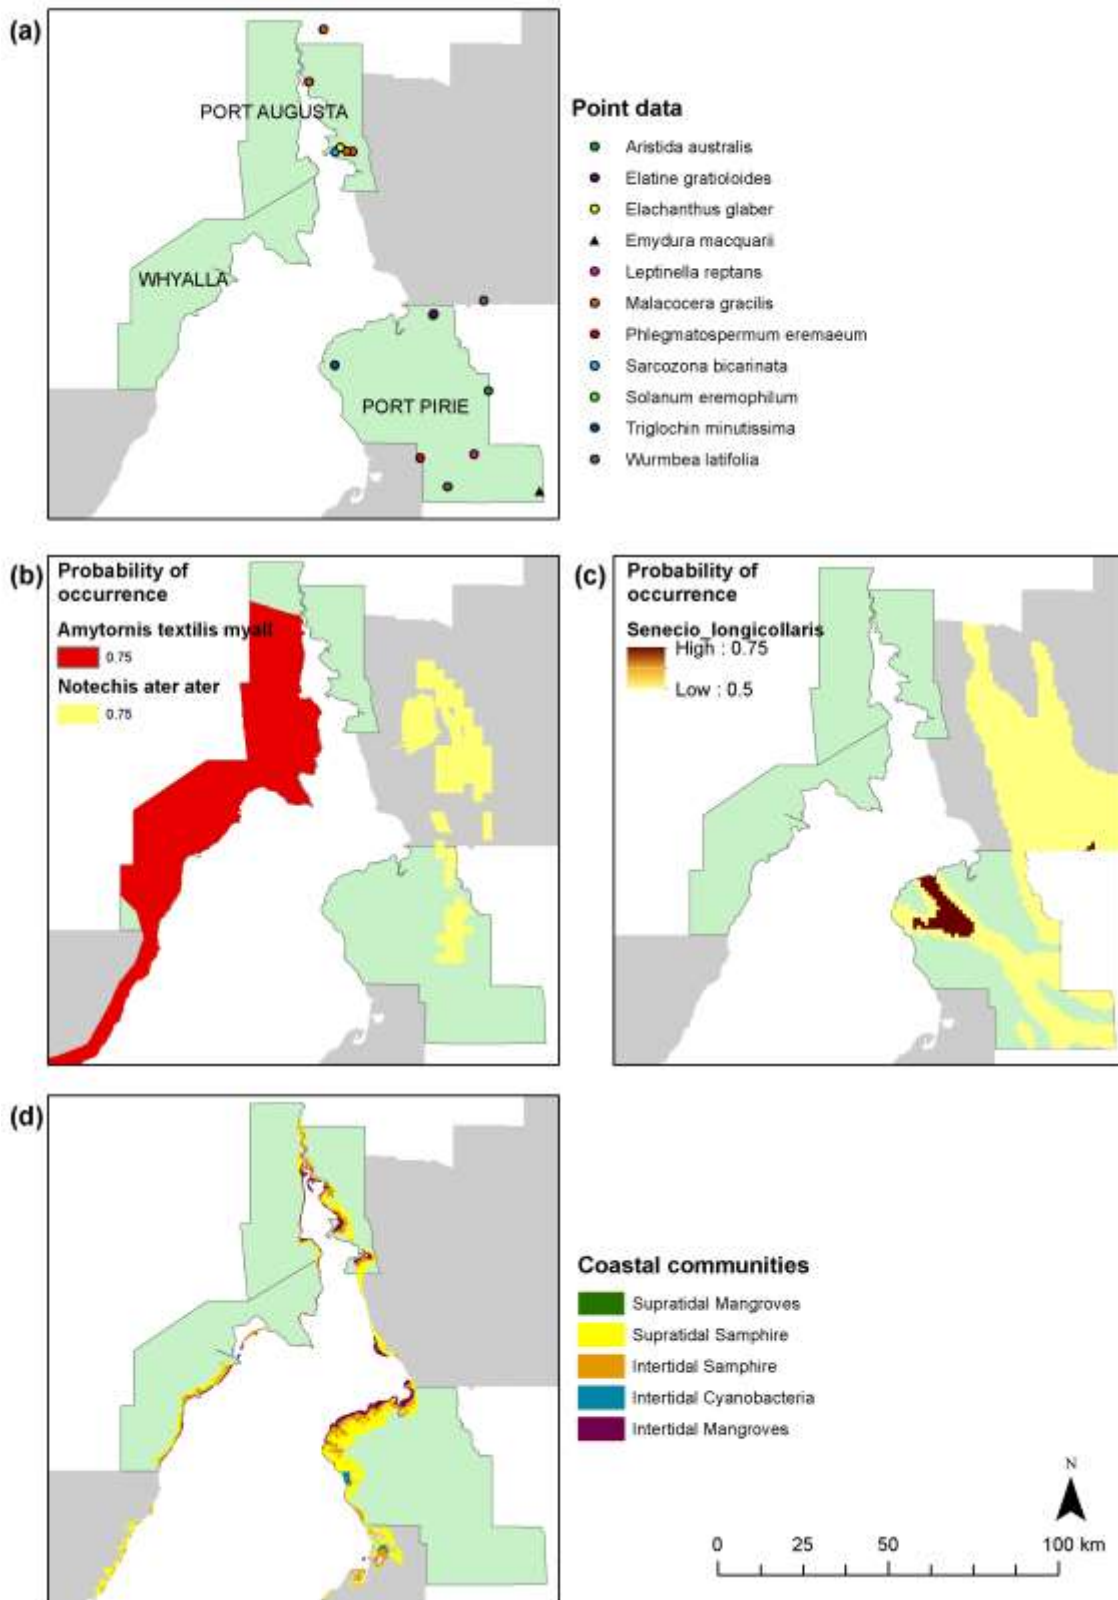 (a)
PORT AUGUSTA
WHYALLA
PORT PIRIE
Point data
Aristida australis
Elatine gratioloides
Elachanthus glaber
Emydura macquarii
Leptinella reptans
Malacocera gracilis
Phlegmatospermum eremaeum
Sarcozona bicarinata
Solanum eremophilum
Triglochin minutissima
Wurmbea latifolia
(b)
Probability of
occurrence
Amytornis textilis myall
0.75
Notechis ater ater
0.75
(c)
Probability of
occurrence
Senecio_longicollaris
High : 0.75
Low : 0.5
(d)
Coastal communities
Supratidal Mangroves
Supratidal Samphire
Intertidal Samphire
Intertidal Cyanobacteria
Intertidal Mangroves
N
0 25 50 100 km